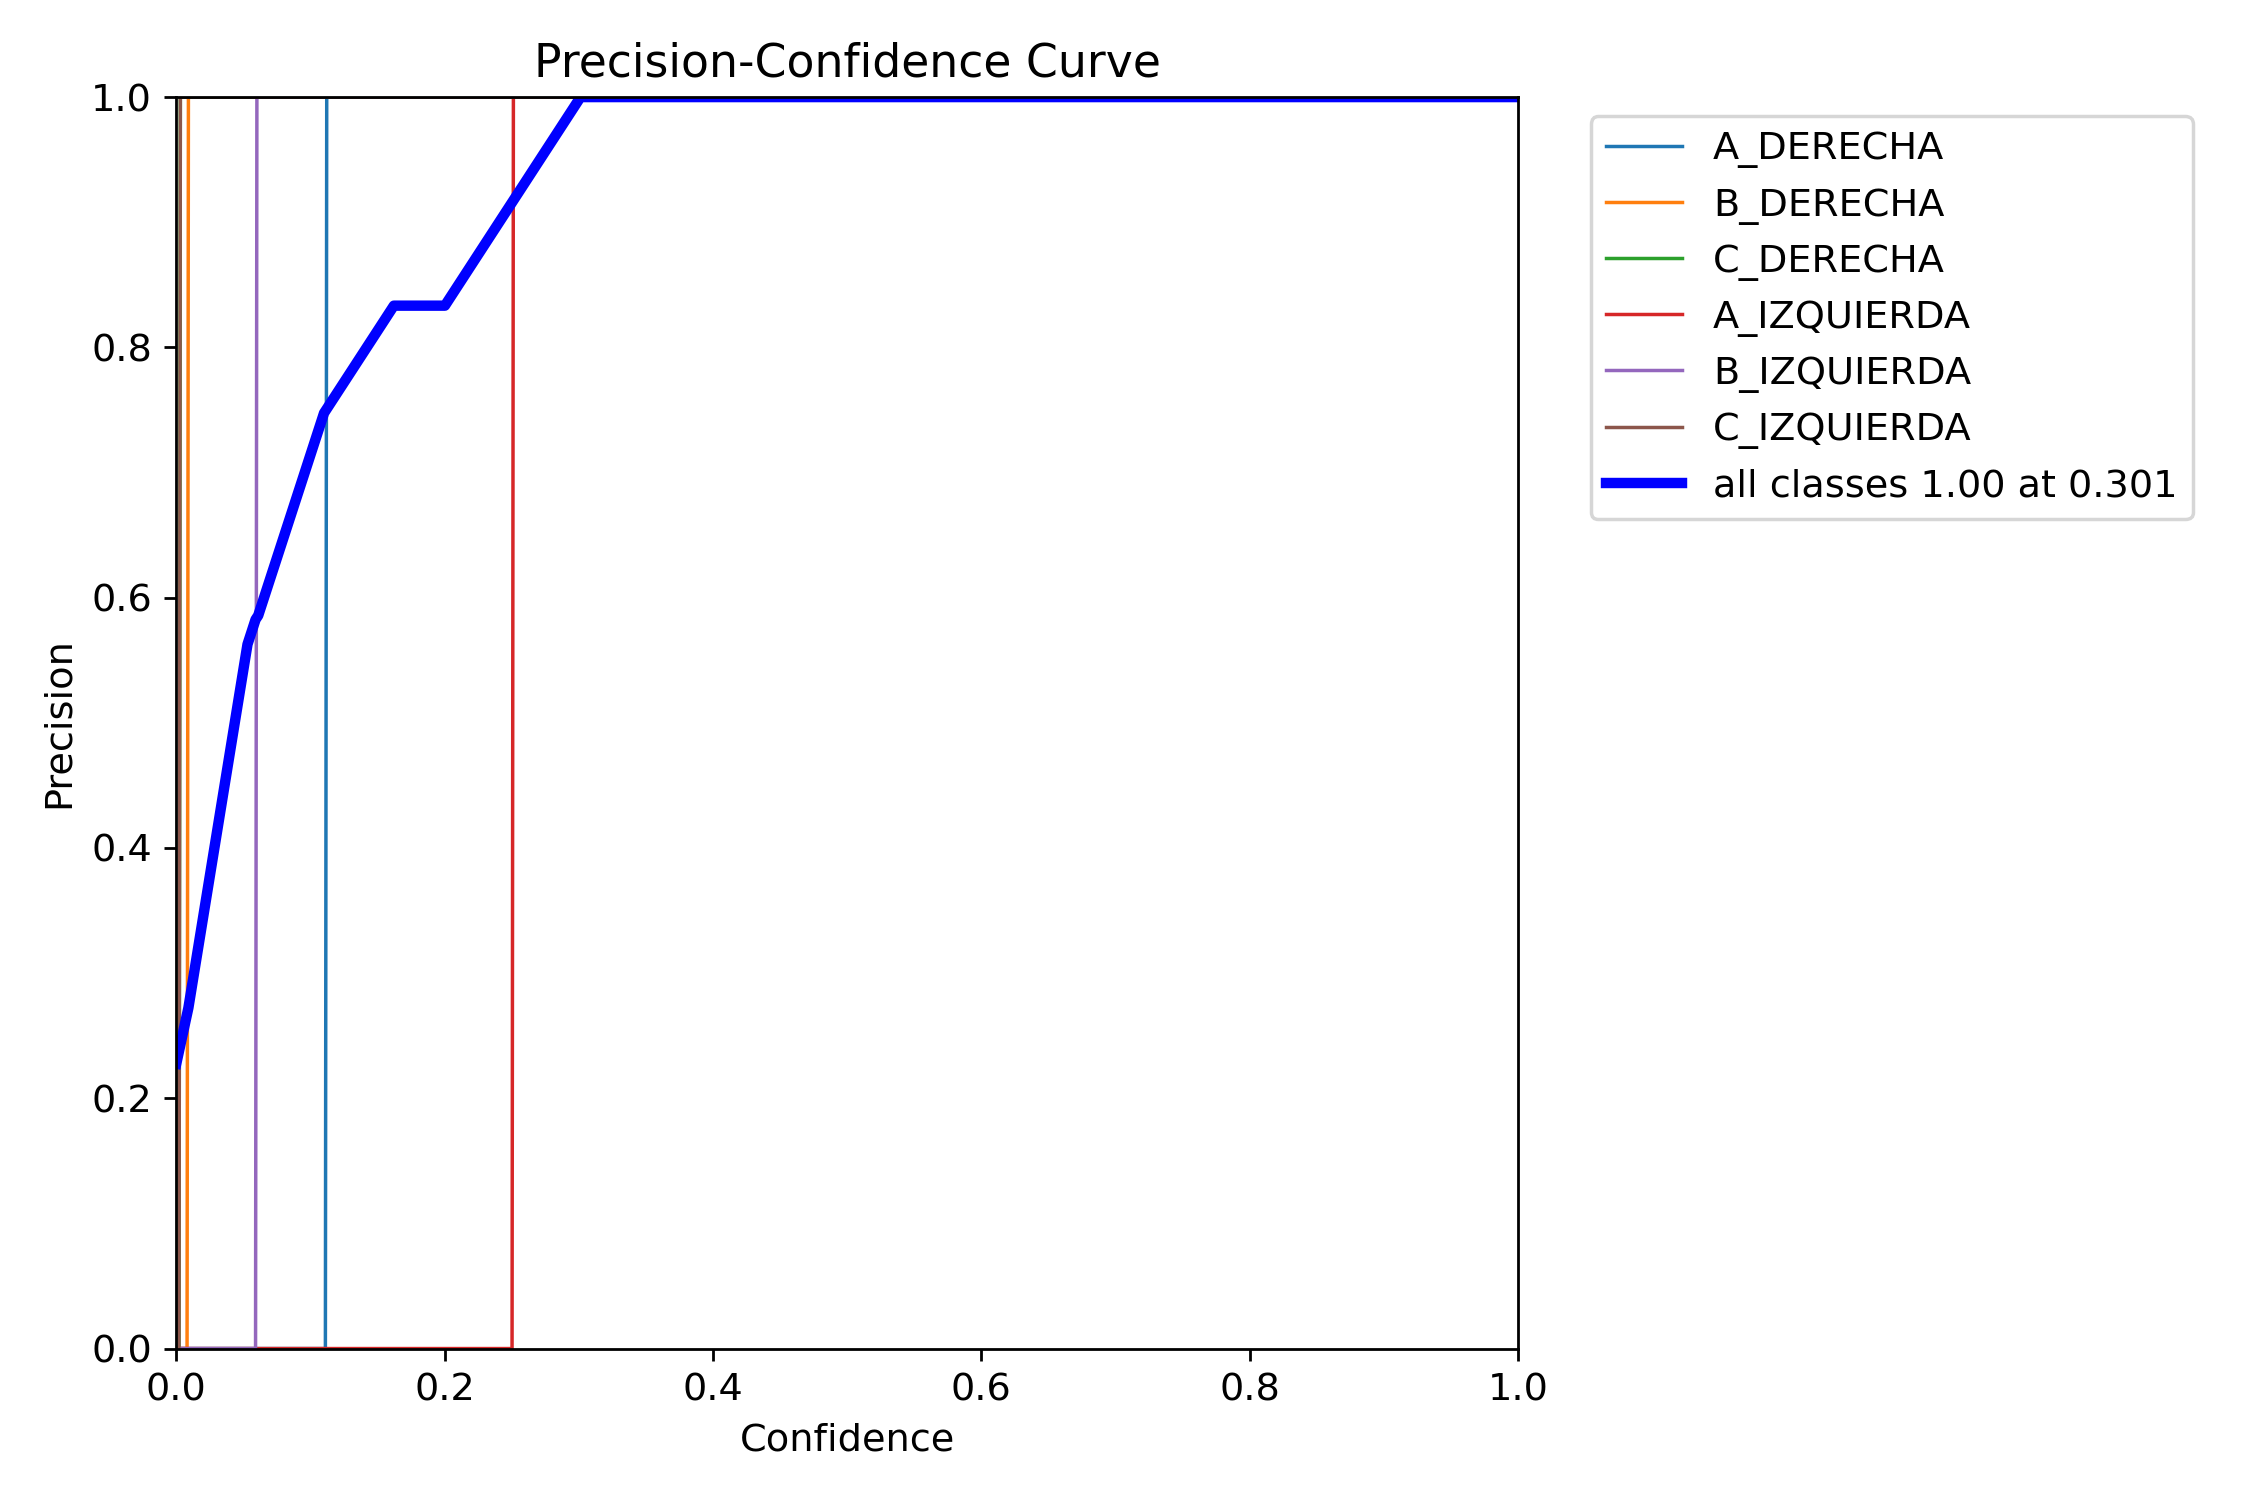 Precision-Confidence Curve
1.0
0.8
0.6
0.4
0.2
0.0
Precision
0.0 0.2 0.4 0.6 0.8 1.0
Confidence
A_DERECHA
B_DERECHA
C_DERECHA
A_IZQUIERDA
B_IZQUIERDA
C_IZQUIERDA
all classes 1.00 at 0.301